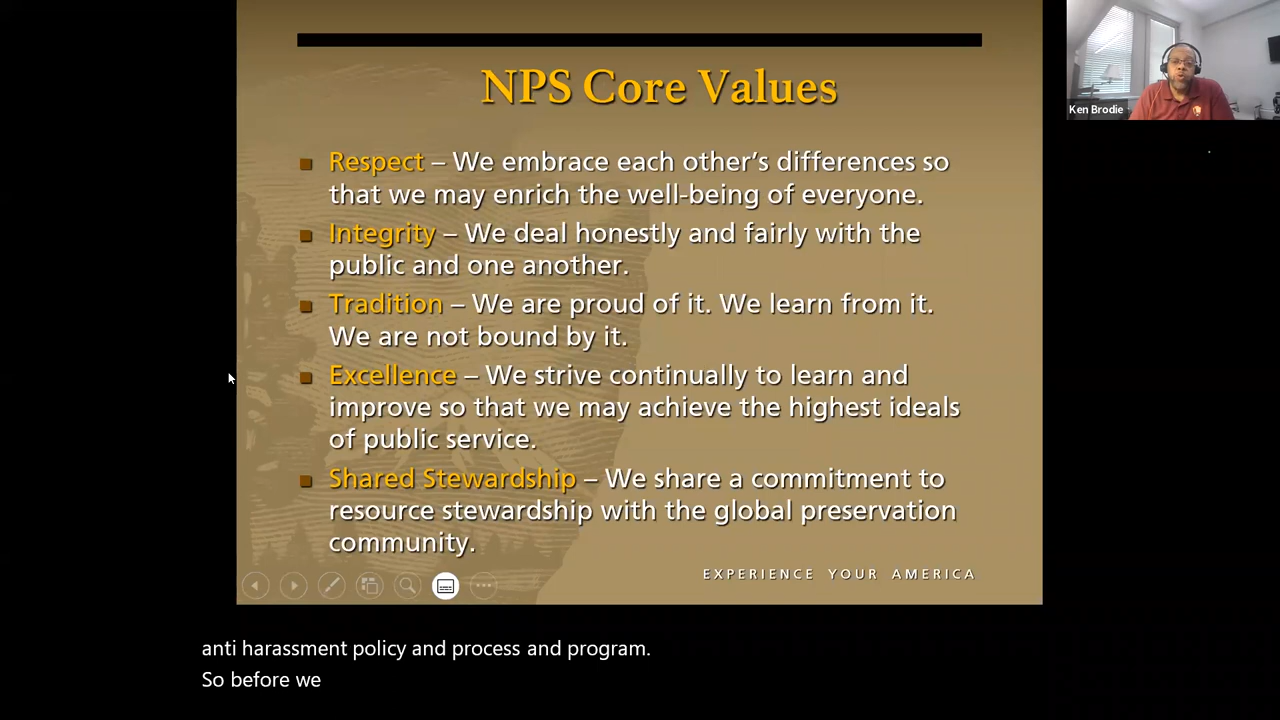 NPS Core Values
Respect – We embrace each other’s differences so
that we may enrich the well-being of everyone.
Integrity – We deal honestly and fairly with the
public and one another.
Tradition – We are proud of it. We learn from it.
We are not bound by it.
Excellence – We strive continually to learn and
improve so that we may achieve the highest ideals
of public service.
Shared Stewardship – We share a commitment to
resource stewardship with the global preservation
community.
EXPERIENCE YOUR AMERICA
Ken Brodie
anti harassment policy and process and program.
So before we